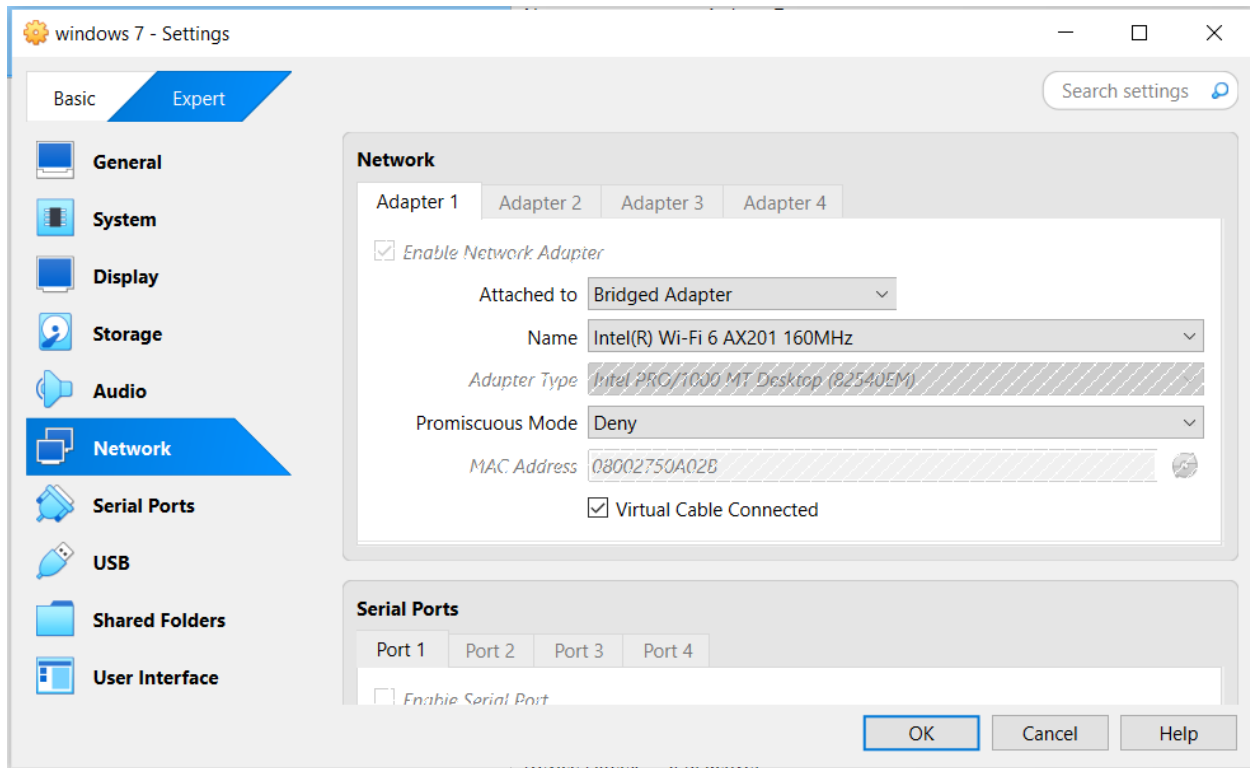 windows 7 - Settings
Basic
Expert
Search settings
General
System
Display
Storage
Audio
Network
Serial Ports
USB
Shared Folders
User Interface
Network
Adapter 1 Adapter 2 Adapter 3 Adapter 4
Enable Network Adapter
Attached to Bridged Adapter
Name Intel(R) Wi-Fi 6 AX201 160MHz
Adapter Type Intel PRO/1000 MT Desktop (82540EM)
Promiscuous Mode Deny
MAC Address 08002750A02B
Virtual Cable Connected
Serial Ports
Port 1 Port 2 Port 3 Port 4
Enable Serial Port
OK Cancel Help